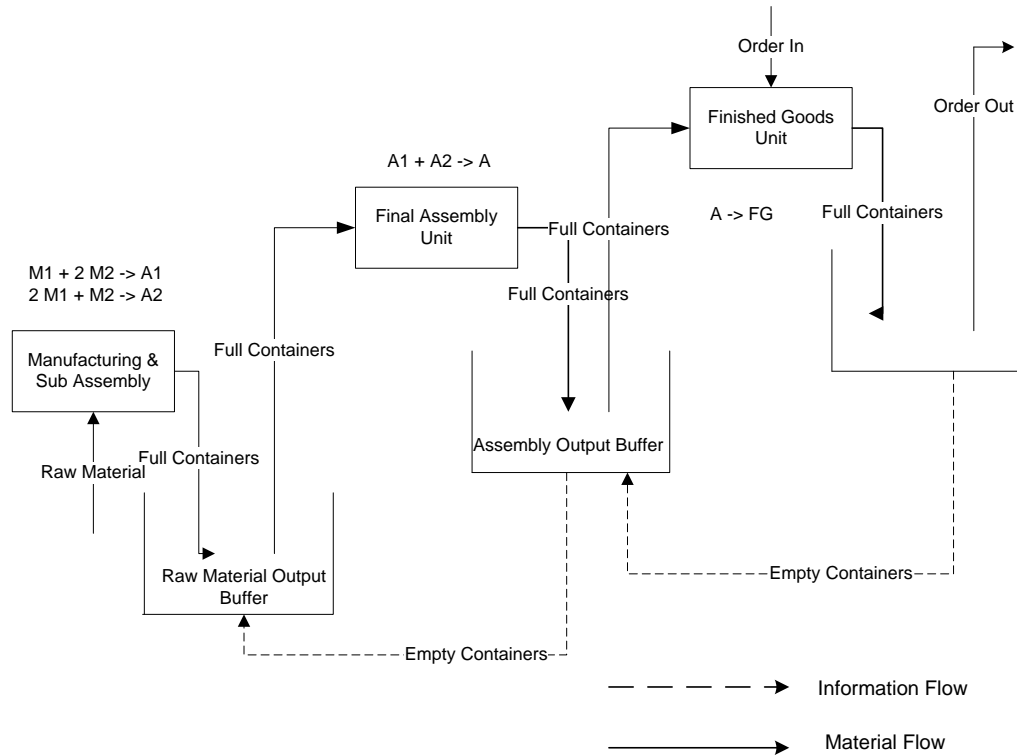 Order In
Finished Goods
Unit
Order Out
A1 + A2 -> A
Final Assembly
Unit
Full Containers
A -> FG
Full Containers
M1 + 2 M2 -> A1
2 M1 + M2 -> A2
Full Containers
Manufacturing &
Sub Assembly
Full Containers
Assembly Output Buffer
Raw Material
Full Containers
Raw Material Output
Buffer
Empty Containers
Empty Containers
Information Flow
Material Flow